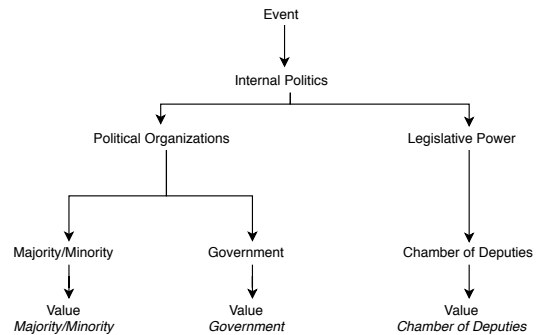 Event
Internal Politics
Political Organizations
Legislative Power
Majority/Minority
Government
Chamber of Deputies
Value
Majority/Minority
Value
Government
Value
Chamber of Deputies